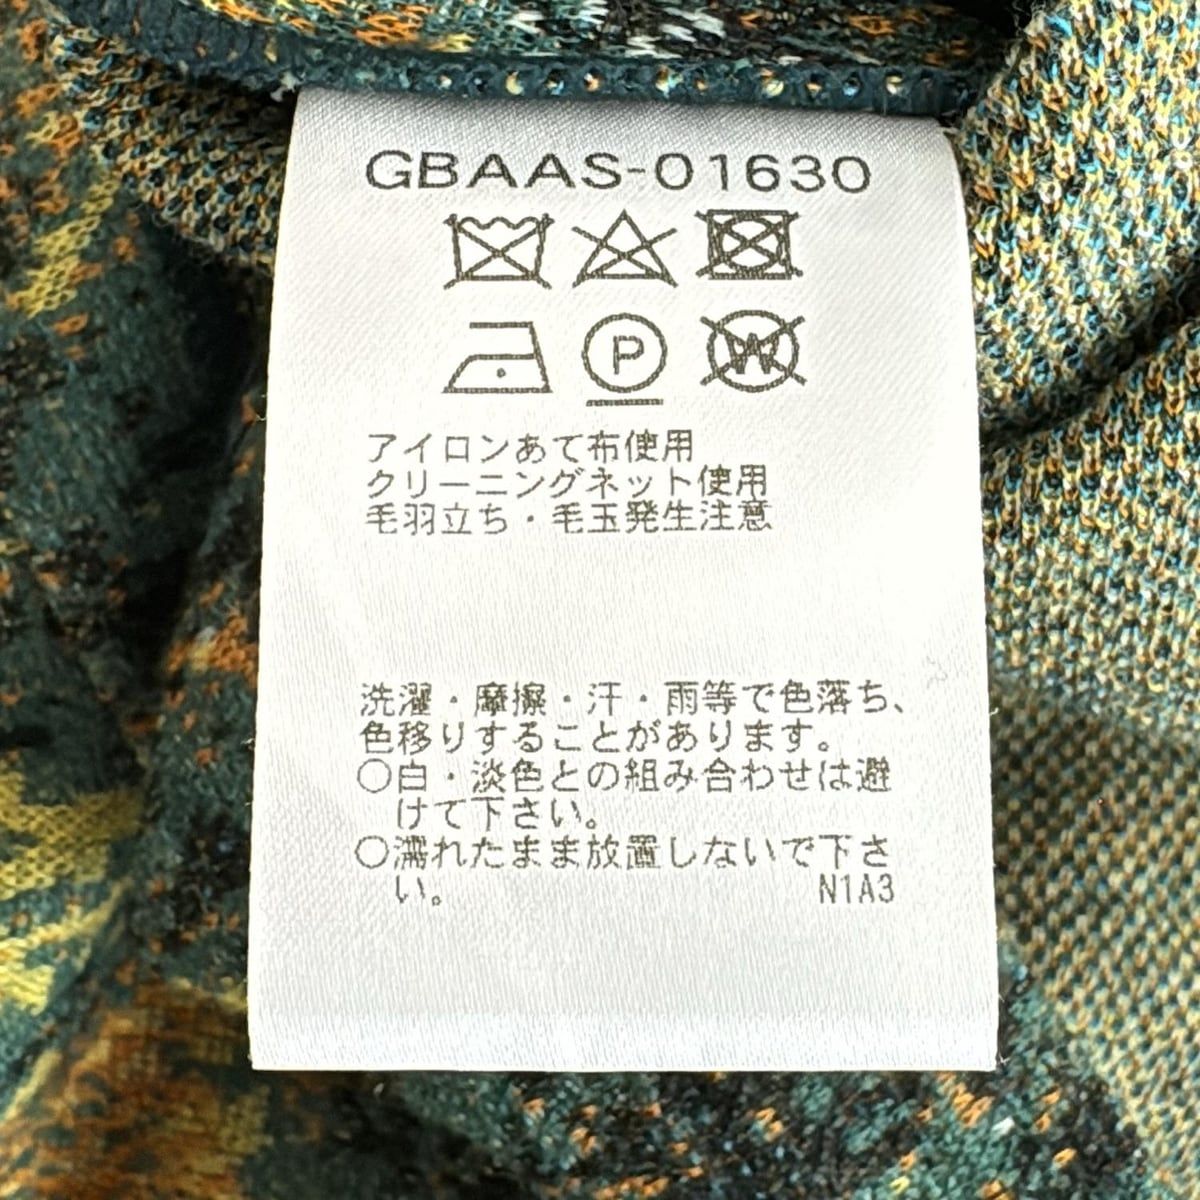 GBAAS-01630
P
W
アイロンあて布使用
クリーニングネット使用
毛羽立ち・毛玉発生注意
洗濯・摩擦・汗・雨等で色落ち、
色移りすることがあります。
○白・淡色との組み合わせは避
けて下さい。
○濡れたまま放置しないで下さ
い。 N1A3